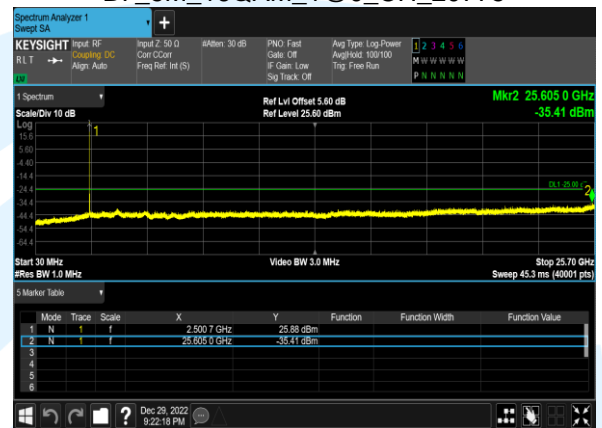 Spectrum Analyzer 1
Swept SA
KEYSIGHT
R L T
LXI
Input: RF
Coupling: DC
Align: Auto
Input Z: 50 Ω
Corr CCorr
Freq Ref: Int (S)
#Atten: 30 dB
PNO: Fast
Gate: Off
IF Gain: Low
Sig Track: Off
Avg Type: Log-Power
Avg|Hold: 100/100
Trig: Free Run
1 2 3 4 5 6
M W W W W W
P N N N N N
1 Spectrum
Scale/Div 10 dB
Ref Lvl Offset 5.60 dB
Ref Level 25.60 dBm
Mkr2 25.605 0 GHz
-35.41 dBm
Log
15.6
5.60
-4.40
-14.4
-24.4
-34.4
-44.4
-54.4
-64.4
1
DL1 -25.00
2
Start 30 MHz
#Res BW 1.0 MHz
Video BW 3.0 MHz
Stop 25.70 GHz
Sweep 45.3 ms (40001 pts)
5 Marker Table
Mode Trace Scale X Y Function Function Width Function Value
1 N 1 f 2.500 7 GHz 25.88 dBm
2 N 1 f 25.605 0 GHz -35.41 dBm
3
4
5
6
Dec 29, 2022
9:22:18 PM